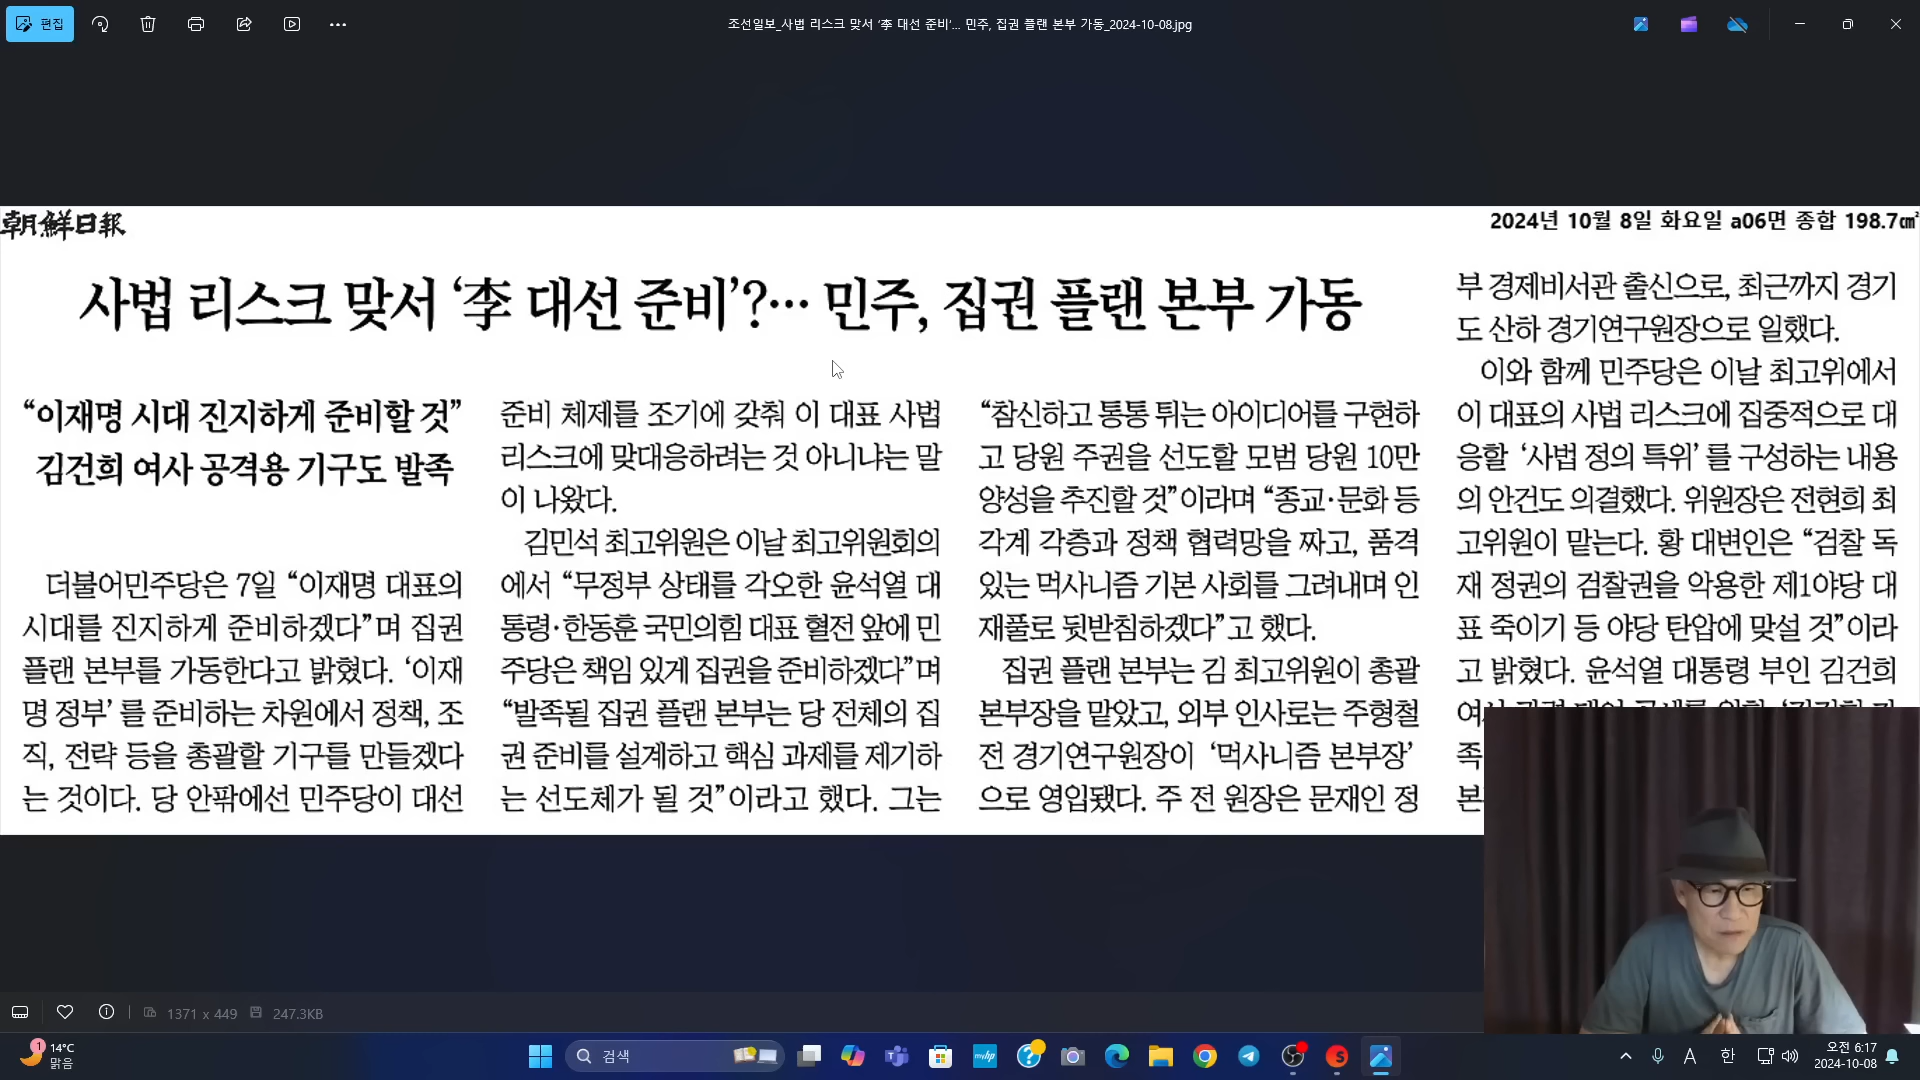 편집
조선일보_사법 리스크 맞서 '李 대선 준비'... 민주, 집권 플랜 본부 가동_2024-10-08.jpg
朝鮮日報
2024년 10월 8일 화요일 a06면 종합 198.7㎠
사법 리스크 맞서 ‘李 대선 준비’?… 민주, 집권 플랜 본부 가동
“이재명 시대 진지하게 준비할 것”
김건희 여사 공격용 기구도 발족
더불어민주당은 7일 “이재명 대표의
시대를 진지하게 준비하겠다”며 집권
플랜 본부를 가동한다고 밝혔다. ‘이재
명 정부’를 준비하는 차원에서 정책, 조
직, 전략 등을 총괄할 기구를 만들겠다
는 것이다. 당 안팎에선 민주당이 대선
준비 체제를 조기에 갖춰 이 대표 사법
리스크에 맞대응하려는 것 아니냐는 말
이 나왔다.
김민석 최고위원은 이날 최고위원회의
에서 “무정부 상태를 각오한 윤석열 대
통령·한동훈 국민의힘 대표 혈전 앞에 민
주당은 책임 있게 집권을 준비하겠다”며
“발족될 집권 플랜 본부는 당 전체의 집
권 준비를 설계하고 핵심 과제를 제기하
는 선도체가 될 것”이라고 했다. 그는
“참신하고 통통 튀는 아이디어를 구현하
고 당원 주권을 선도할 모범 당원 10만
양성을 추진할 것”이라며 “종교·문화 등
각계 각층과 정책 협력망을 짜고, 품격
있는 먹사니즘 기본 사회를 그려내며 인
재풀로 뒷받침하겠다”고 했다.
집권 플랜 본부는 김 최고위원이 총괄
본부장을 맡았고, 외부 인사로는 주형철
전 경기연구원장이 ‘먹사니즘 본부장’
으로 영입됐다. 주 전 원장은 문재인 정
부 경제비서관 출신으로, 최근까지 경기
도 산하 경기연구원장으로 일했다.
이와 함께 민주당은 이날 최고위에서
이 대표의 사법 리스크에 집중적으로 대
응할 ‘사법 정의 특위’를 구성하는 내용
의 안건도 의결했다. 위원장은 전현희 최
고위원이 맡는다. 황 대변인은 “검찰 독
재 정권의 검찰권을 악용한 제1야당 대
표 죽이기 등 야당 탄압에 맞설 것”이라
고 밝혔다. 윤석열 대통령 부인 김건희
족
본
1371 x 449
247.3KB
1
14°C
맑음
검색
myhp
A
한
오전 6:17
2024-10-08